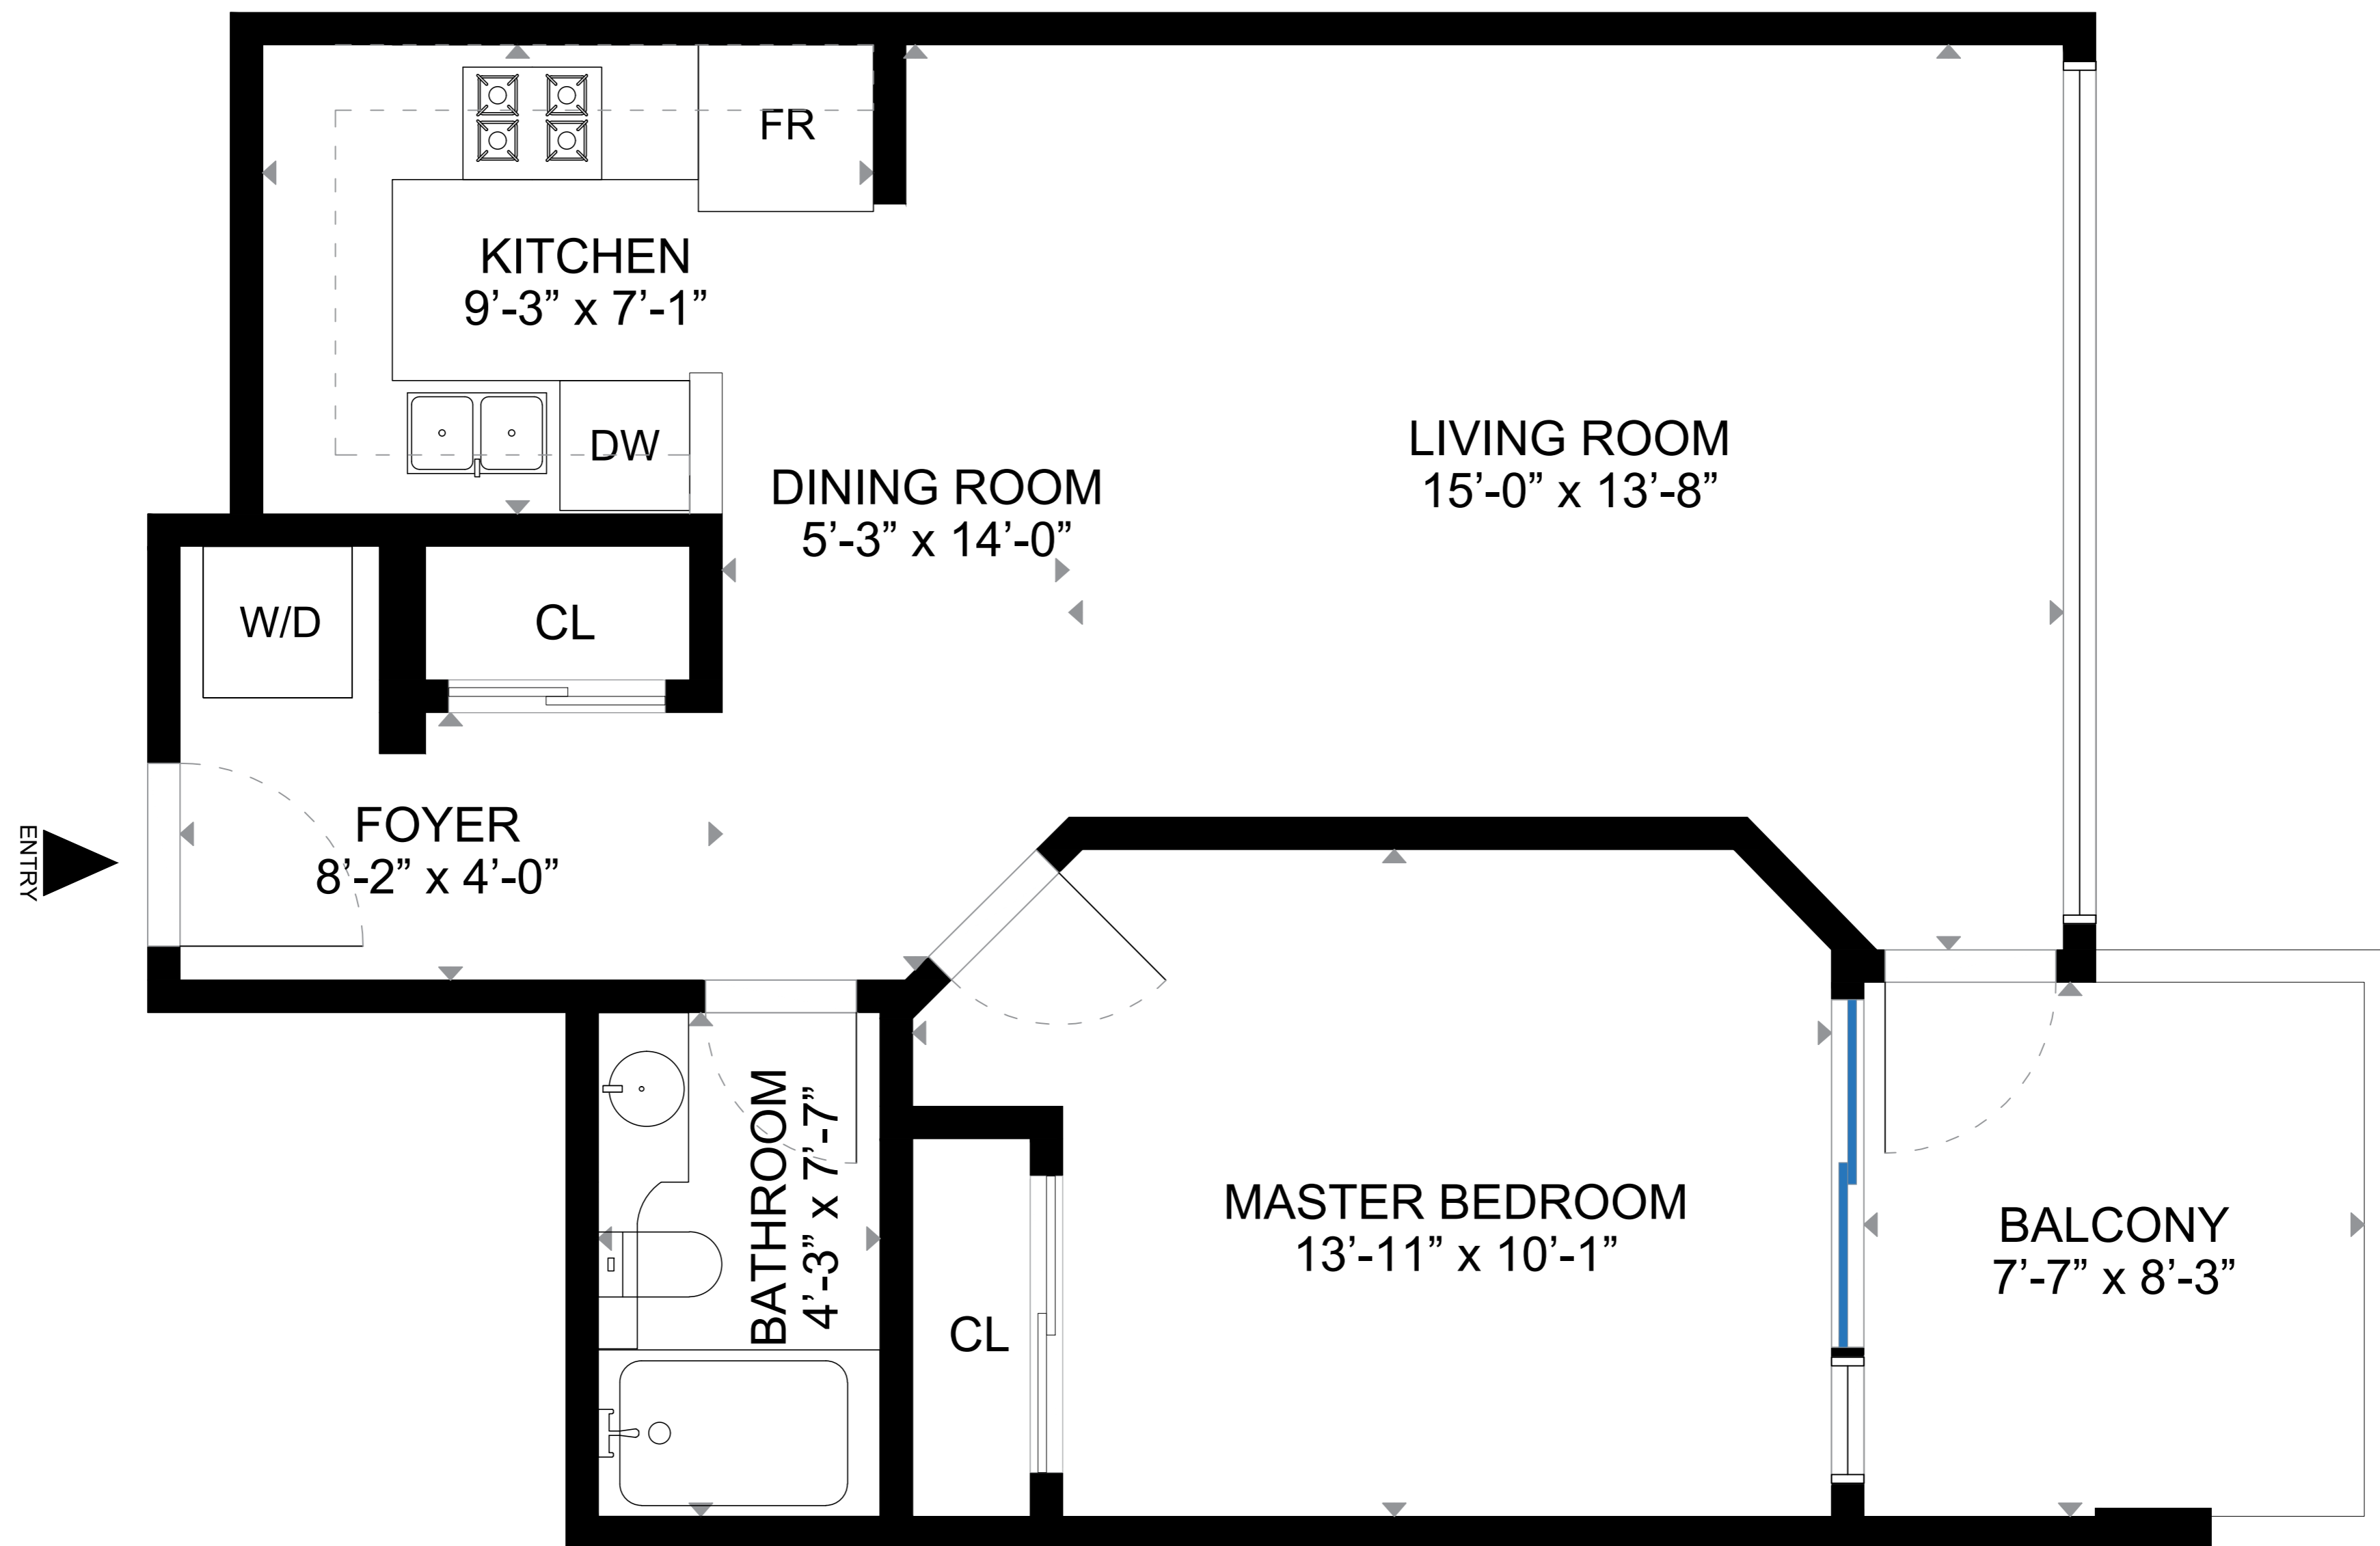 FR
KITCHEN
9’-3” x 7’-1”
DW
DINING ROOM
5’-3” x 14’-0”
LIVING ROOM
15’-0” x 13’-8”
W/D
CL
ENTRY
FOYER
8’-2” x 4’-0”
BATHROOM
4’-3” x 7’-7”
CL
MASTER BEDROOM
13’-11” x 10’-1”
BALCONY
7’-7” x 8’-3”